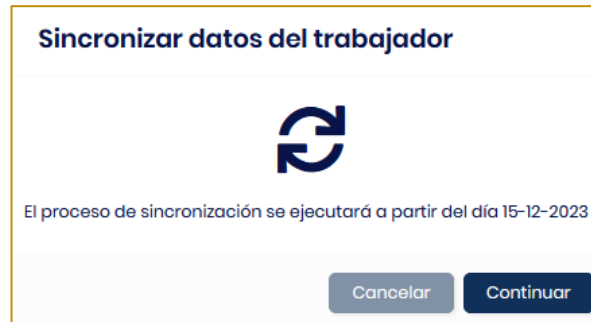 Sincronizar datos del trabajador
El proceso de sincronización se ejecutará a partir del día 15-12-2023
Cancelar
Continuar